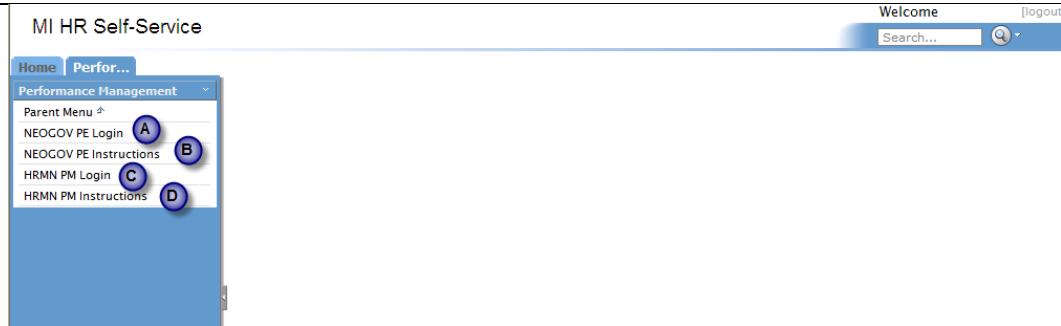 Welcome [logout
MI HR Self-Service
Search...
Home Perfor...
Performance Management
Parent Menu
NEOGOV PE Login A
NEOGOV PE Instructions B
HRMN PM Login C
HRMN PM Instructions D